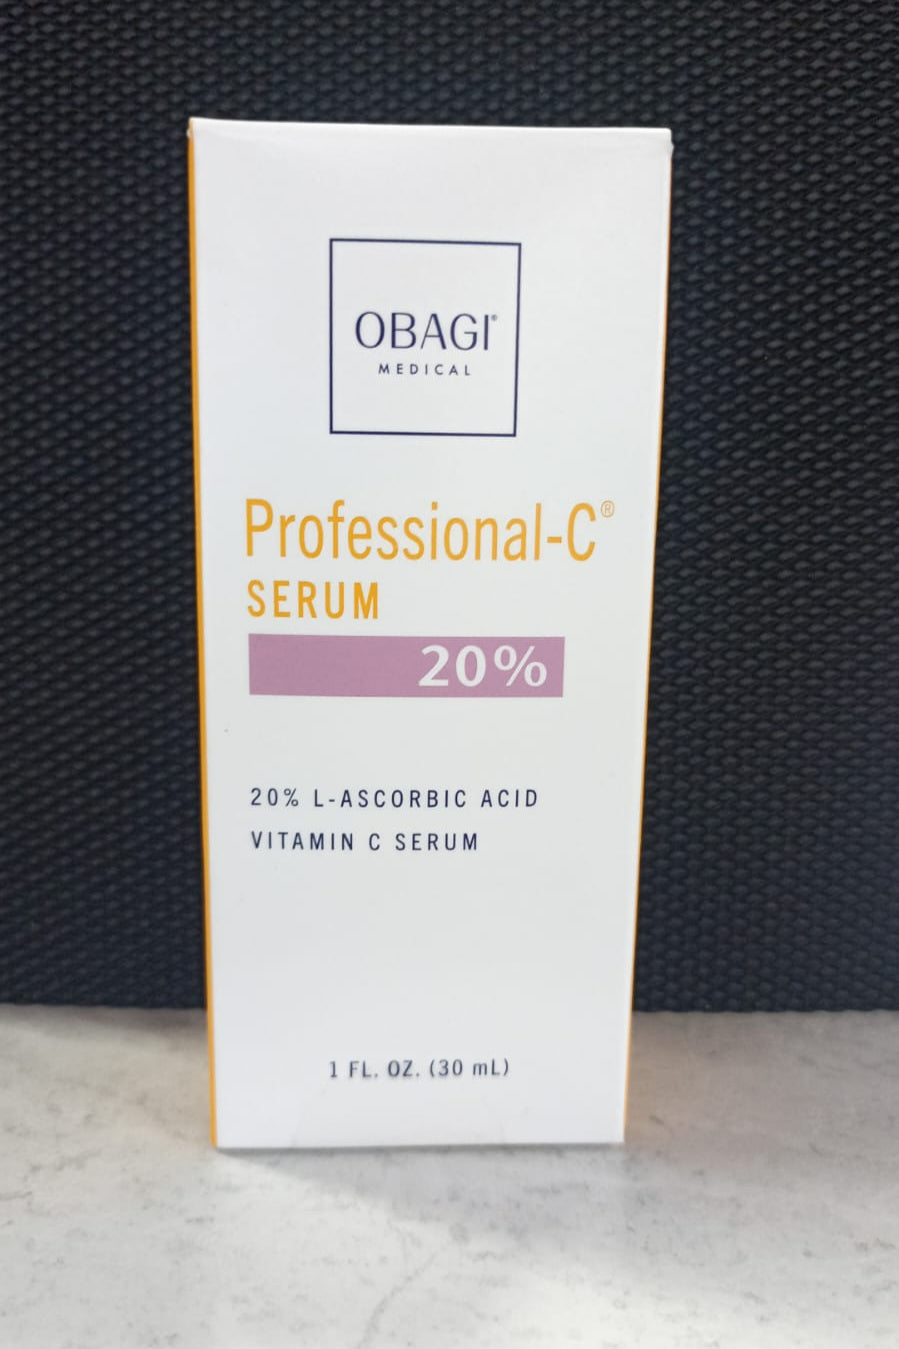 OBAGI®
MEDICAL
Professional-C®
SERUM
20%
20% L-ASCORBIC ACID
VITAMIN C SERUM
1 FL. OZ. (30 mL)